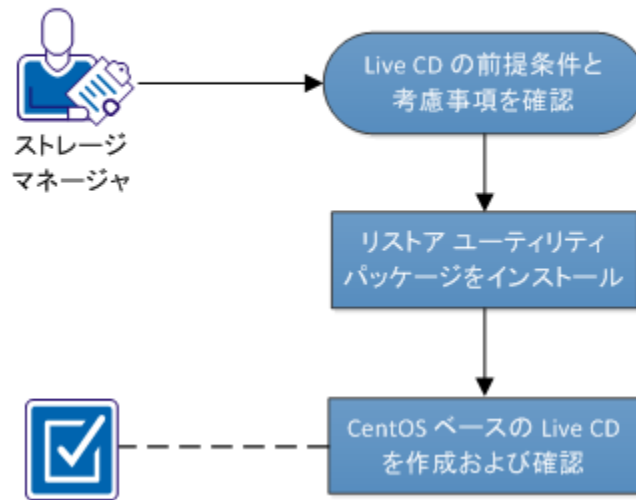 ストレージ
マネージャ
Live CD の前提条件と
考慮事項を確認
リストア ユーティリティ
パッケージをインストール
CentOS ベースの Live CD
を作成および確認